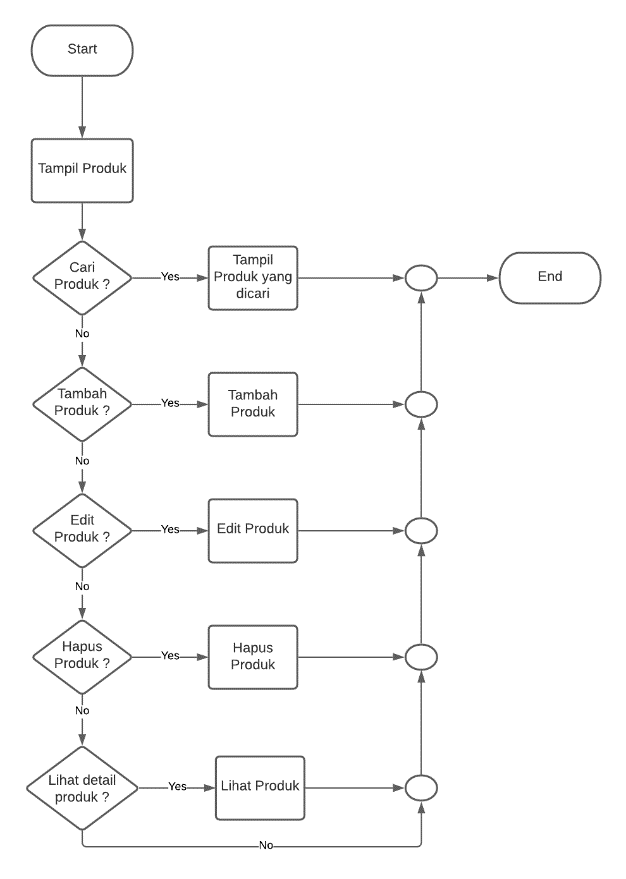 Start
Tampil Produk
Cari
Produk ?
Yes
Tampil
Produk yang
dicari
End
No
Tambah
Produk ?
Yes
Tambah
Produk
No
Edit
Produk ?
Yes
Edit Produk
No
Hapus
Produk ?
Yes
Hapus
Produk
No
Lihat detail
produk ?
Yes
Lihat Produk
No